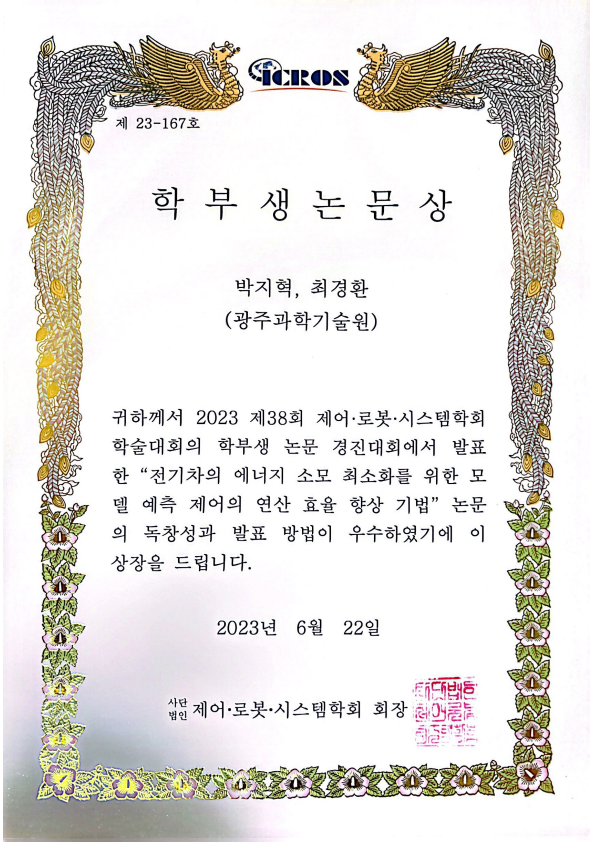 ICROS
제 23-167호
학부생논문상
박지혁, 최경환
(광주과학기술원)
귀하께서 2023 제38회 제어·로봇·시스템학회
학술대회의 학부생 논문 경진대회에서 발표
한 “전기차의 에너지 소모 최소화를 위한 모
델 예측 제어의 연산 효율 향상 기법” 논문
의 독창성과 발표 방법이 우수하였기에 이
상장을 드립니다.
2023년 6월 22일
사단
법인 제어·로봇·시스템학회 회장